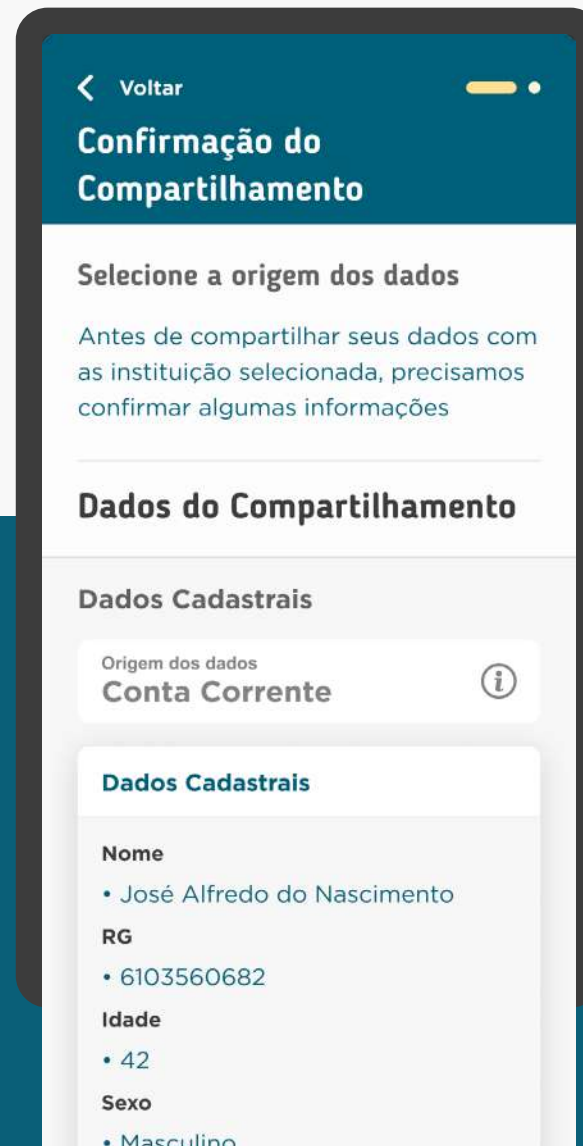 Voltar
Confirmação do
Compartilhamento
Selecione a origem dos dados
Antes de compartilhar seus dados com
as instituição selecionada, precisamos
confirmar algumas informações
Dados do Compartilhamento
Dados Cadastrais
Origem dos dados
Conta Corrente
Dados Cadastrais
Nome
• José Alfredo do Nascimento
RG
• 6103560682
Idade
• 42
Sexo
• Masculino